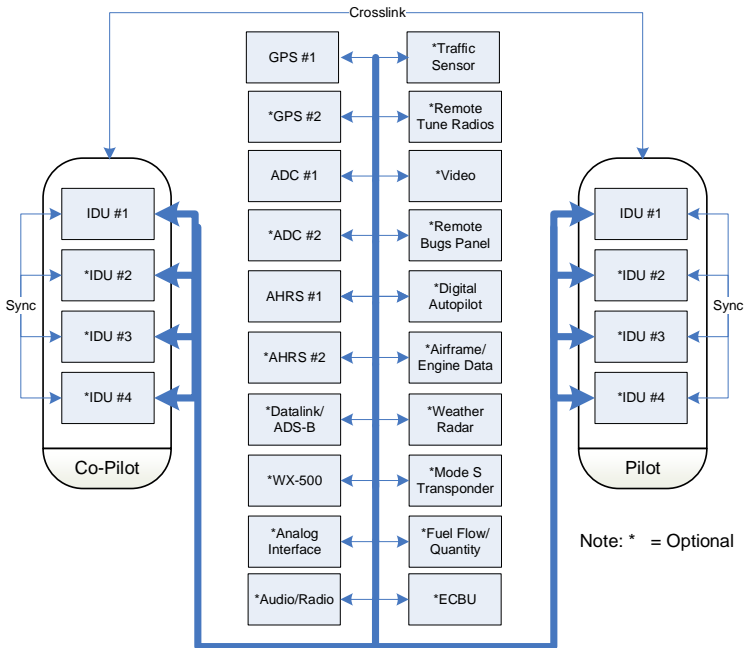 Crosslink
GPS #1
*Traffic
Sensor
*GPS #2
*Remote
Tune Radios
ADC #1
*Video
*ADC #2
*Remote
Bugs Panel
AHRS #1
*Digital
Autopilot
*AHRS #2
*Airframe/
Engine Data
*Datalink/
ADS-B
*Weather
Radar
*WX-500
*Mode S
Transponder
*Analog
Interface
*Fuel Flow/
Quantity
*Audio/Radio
*ECBU
IDU #1
*IDU #2
Sync
*IDU #3
*IDU #4
Co-Pilot
IDU #1
*IDU #2
Sync
*IDU #3
*IDU #4
Pilot
Note: * = Optional